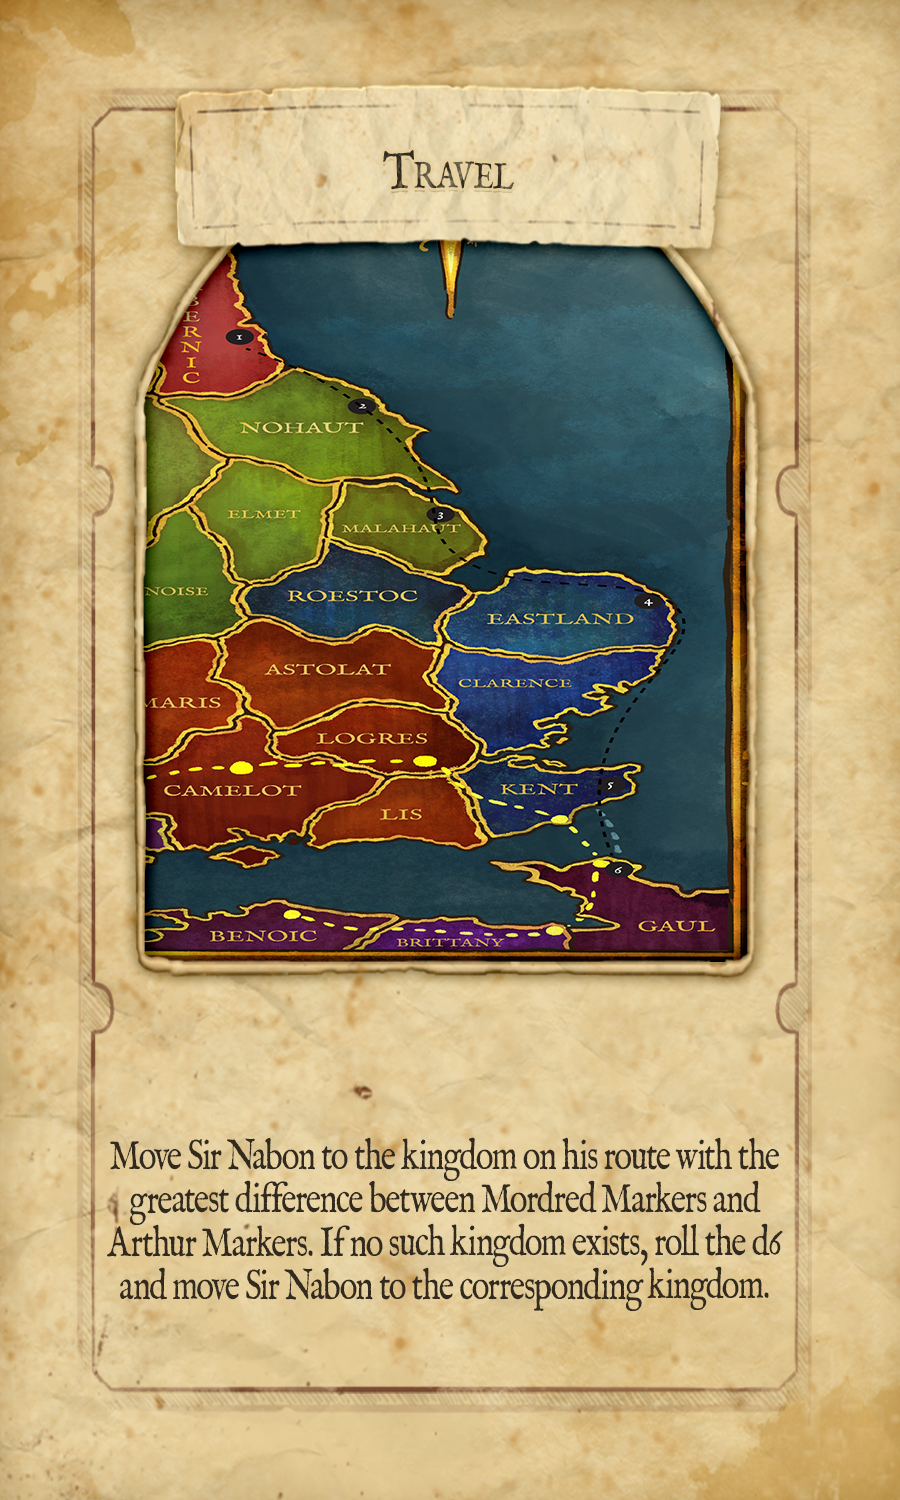 TRAVEL
BERNIC
1
2
NOHAUT
ELMET
3
MALAHAUT
NOISE
ROESTOC
4
EASTLAND
ASTOLAT
CLARENCE
MARIS
LOGRES
CAMELOT
KENT
5
LIS
6
BENOIC
BRITTANY
GAUL
Move Sir Nabon to the kingdom on his route with the
greatest difference between Mordred Markers and
Arthur Markers. If no such kingdom exists, roll the d6
and move Sir Nabon to the corresponding kingdom.